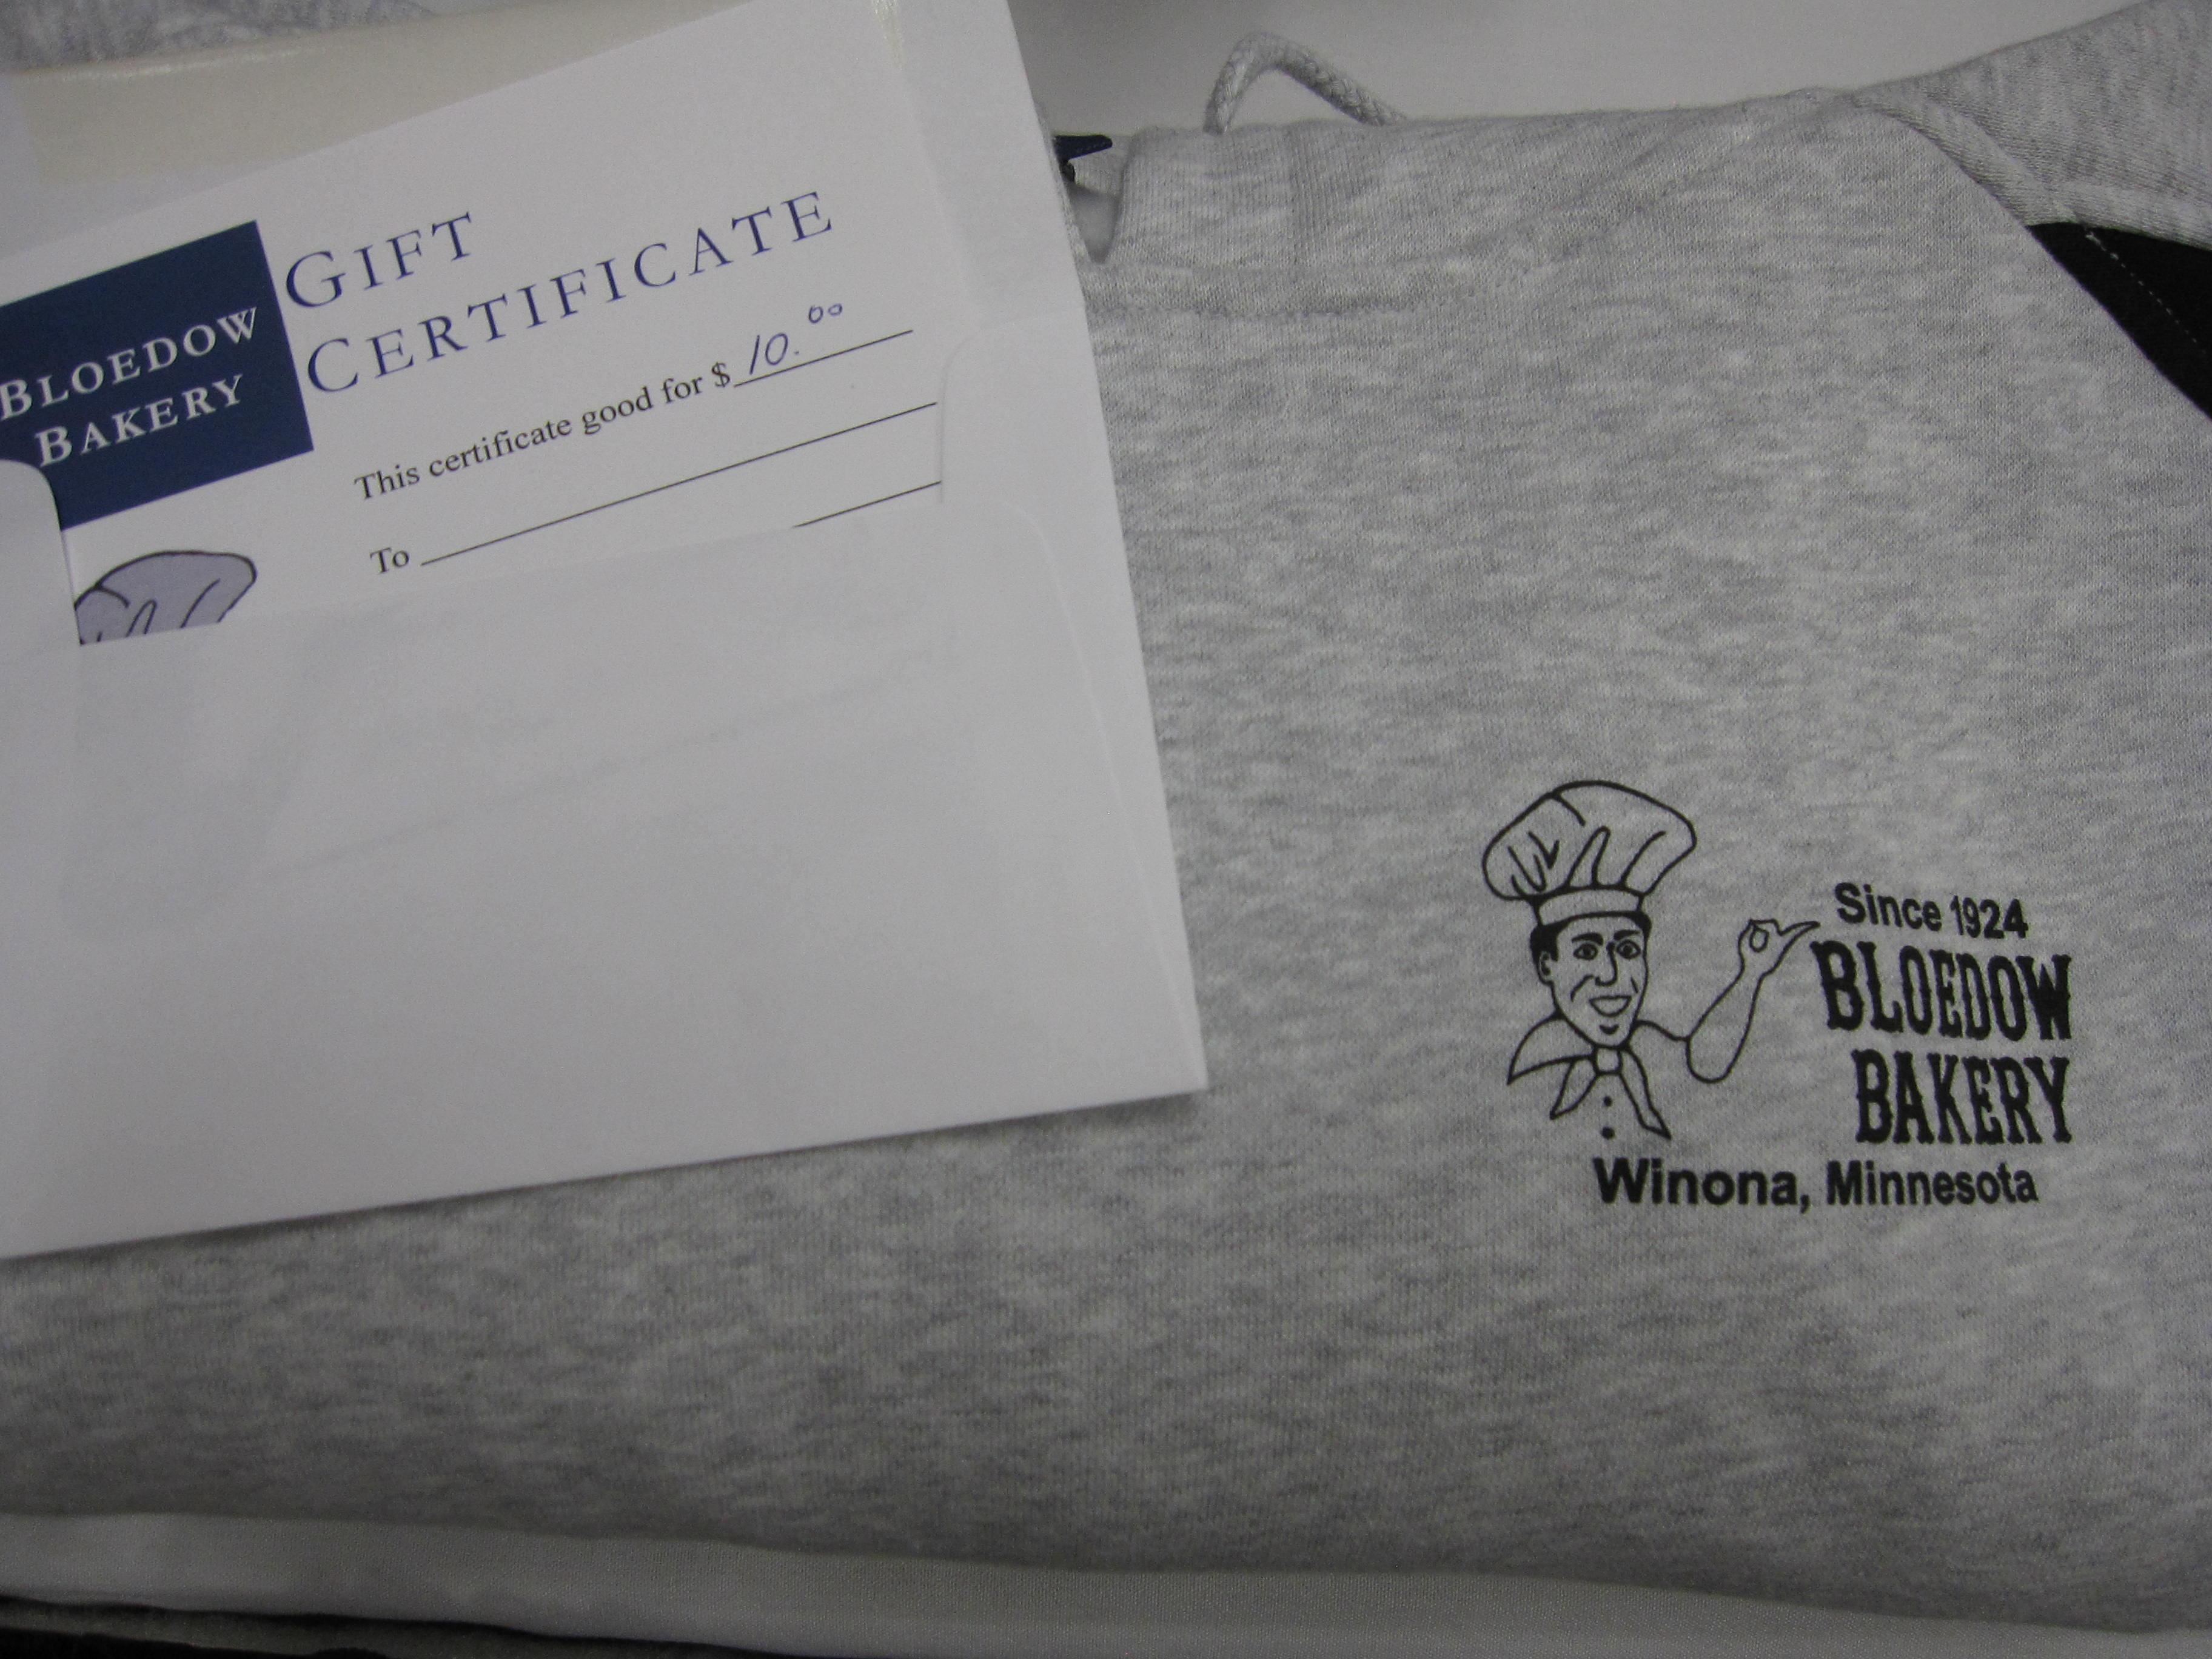 BLOEDOW
BAKERY
GIFT
CERTIFICATE
This certificate good for $ 10.00
To
Since 1924
BLOEDOW
BAKERY
Winona, Minnesota